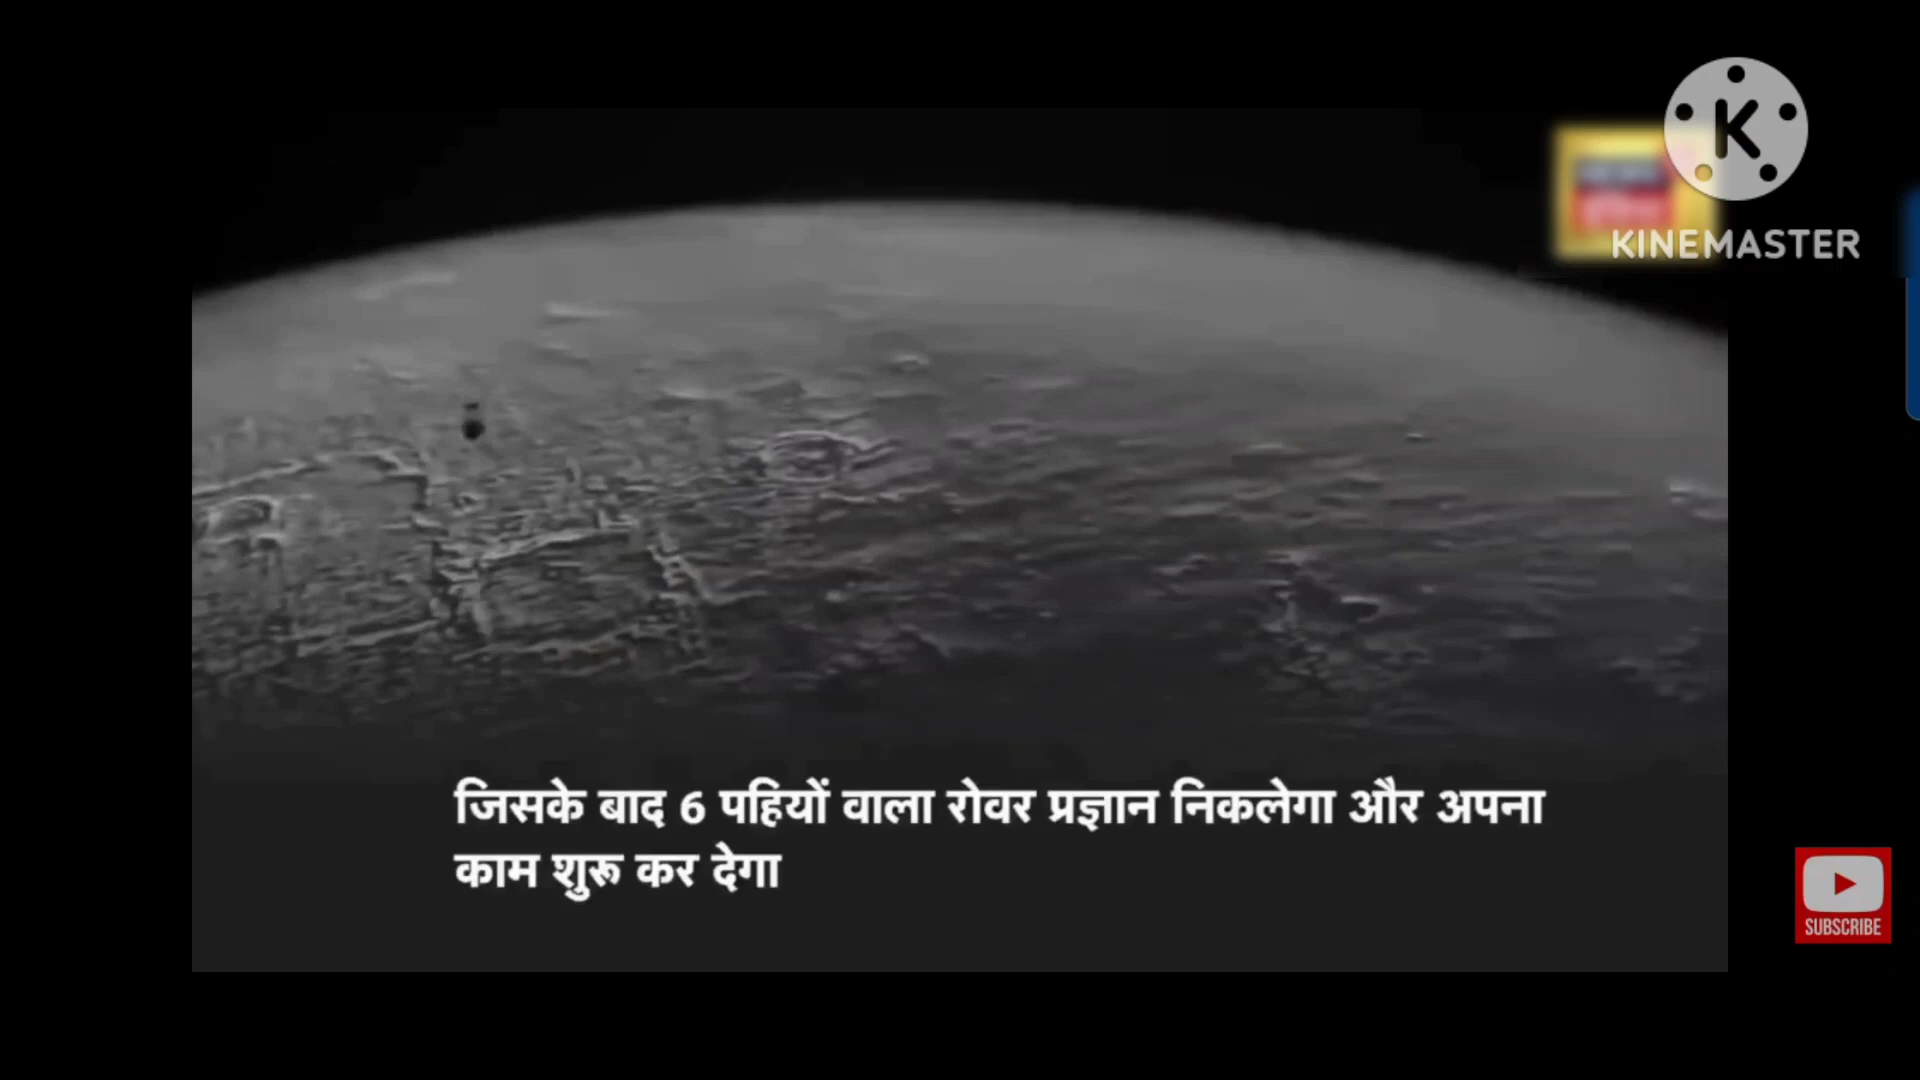 KINEMASTER
जिसके बाद 6 पहियों वाला रोवर प्रज्ञान निकलेगा और अपना
काम शुरू कर देगा
SUBSCRIBE